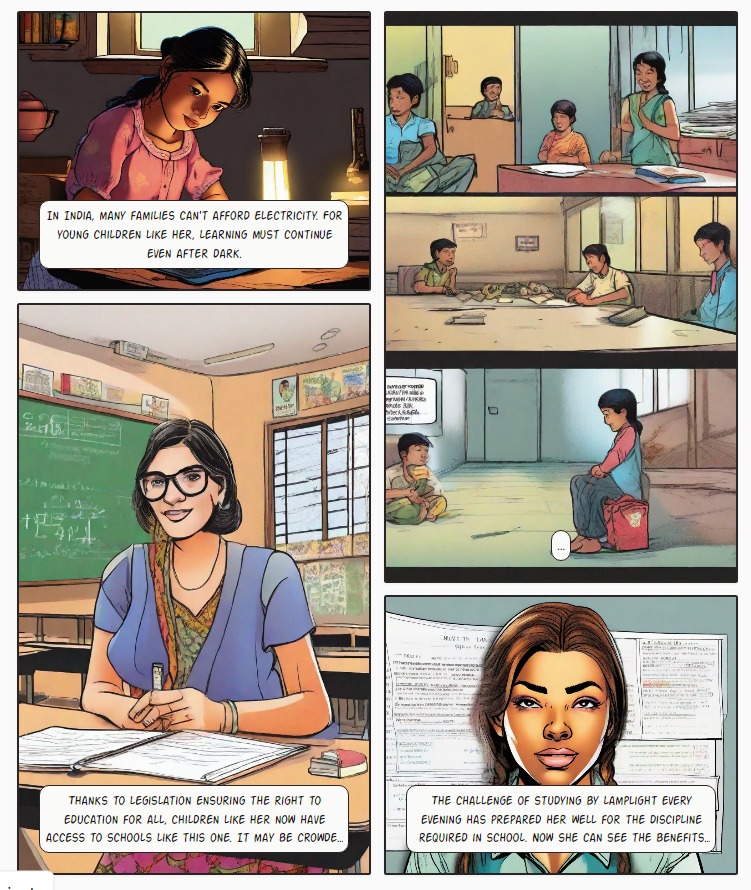 IN INDIA, MANY FAMILIES CAN'T AFFORD ELECTRICITY. FOR
YOUNG CHILDREN LIKE HER, LEARNING MUST CONTINUE
EVEN AFTER DARK.
...
THANKS TO LEGISLATION ENSURING THE RIGHT TO
EDUCATION FOR ALL, CHILDREN LIKE HER NOW HAVE
ACCESS TO SCHOOLS LIKE THIS ONE. IT MAY BE CROWDE...
THE CHALLENGE OF STUDYING BY LAMPLIGHT EVERY
EVENING HAS PREPARED HER WELL FOR THE DISCIPLINE
REQUIRED IN SCHOOL. NOW SHE CAN SEE THE BENEFITS...